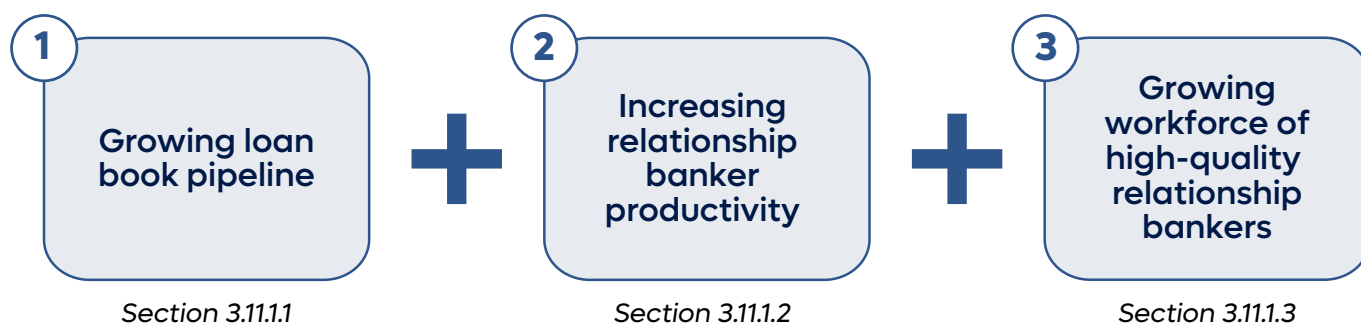 1
Growing loan
book pipeline
Section 3.11.1.1
+
2
Increasing
relationship
banker
productivity
Section 3.11.1.2
+
3
Growing
workforce of
high-quality
relationship
bankers
Section 3.11.1.3